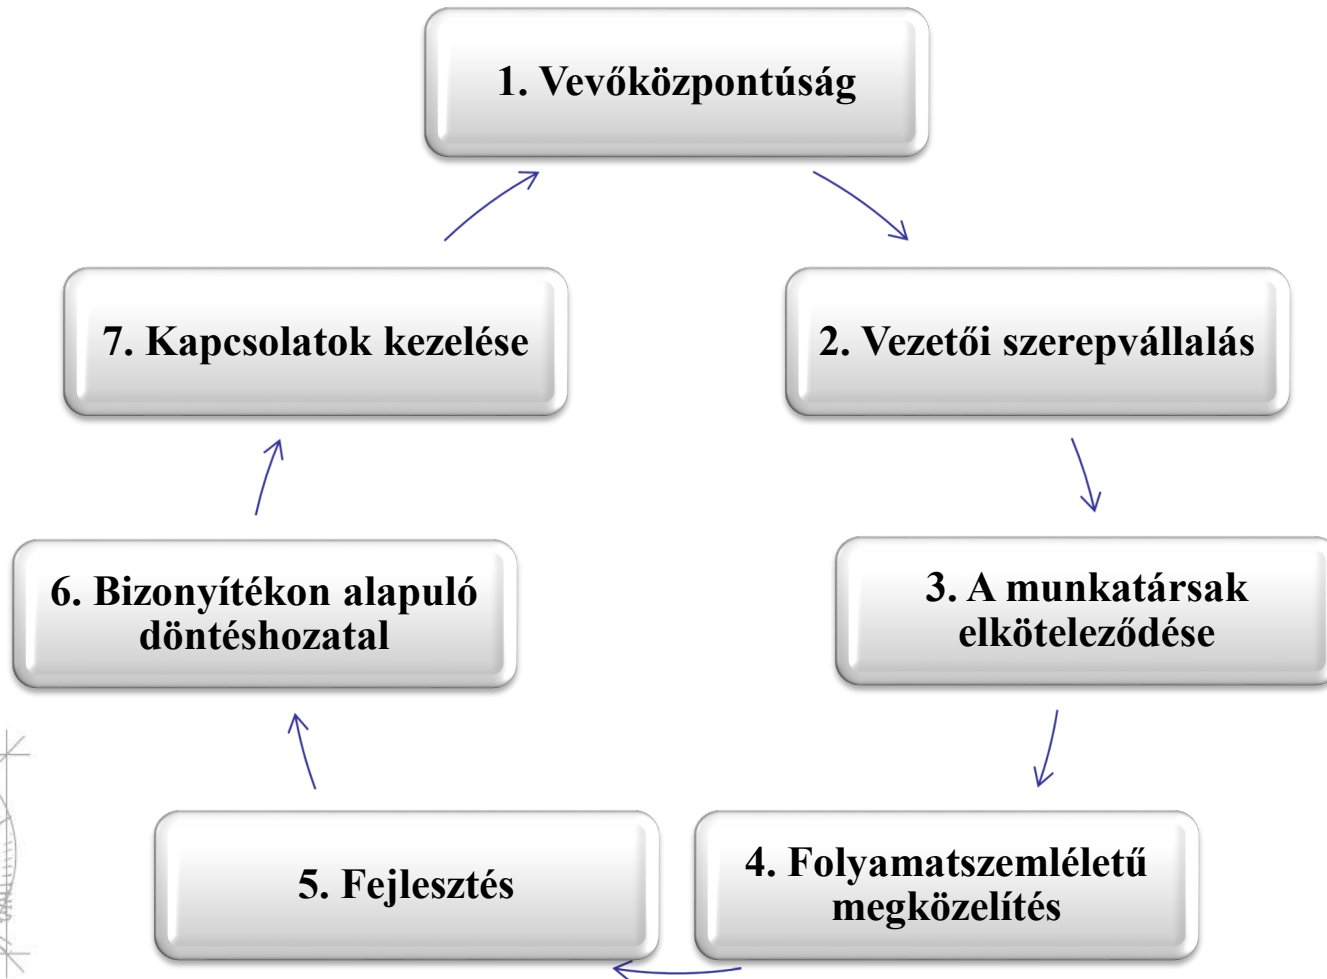 1. Vevőközpontúság
2. Vezetői szerepvállalás
3. A munkatársak
elköteleződése
4. Folyamatszemléletű
megközelítés
5. Fejlesztés
6. Bizonyítékon alapuló
döntéshozatal
7. Kapcsolatok kezelése